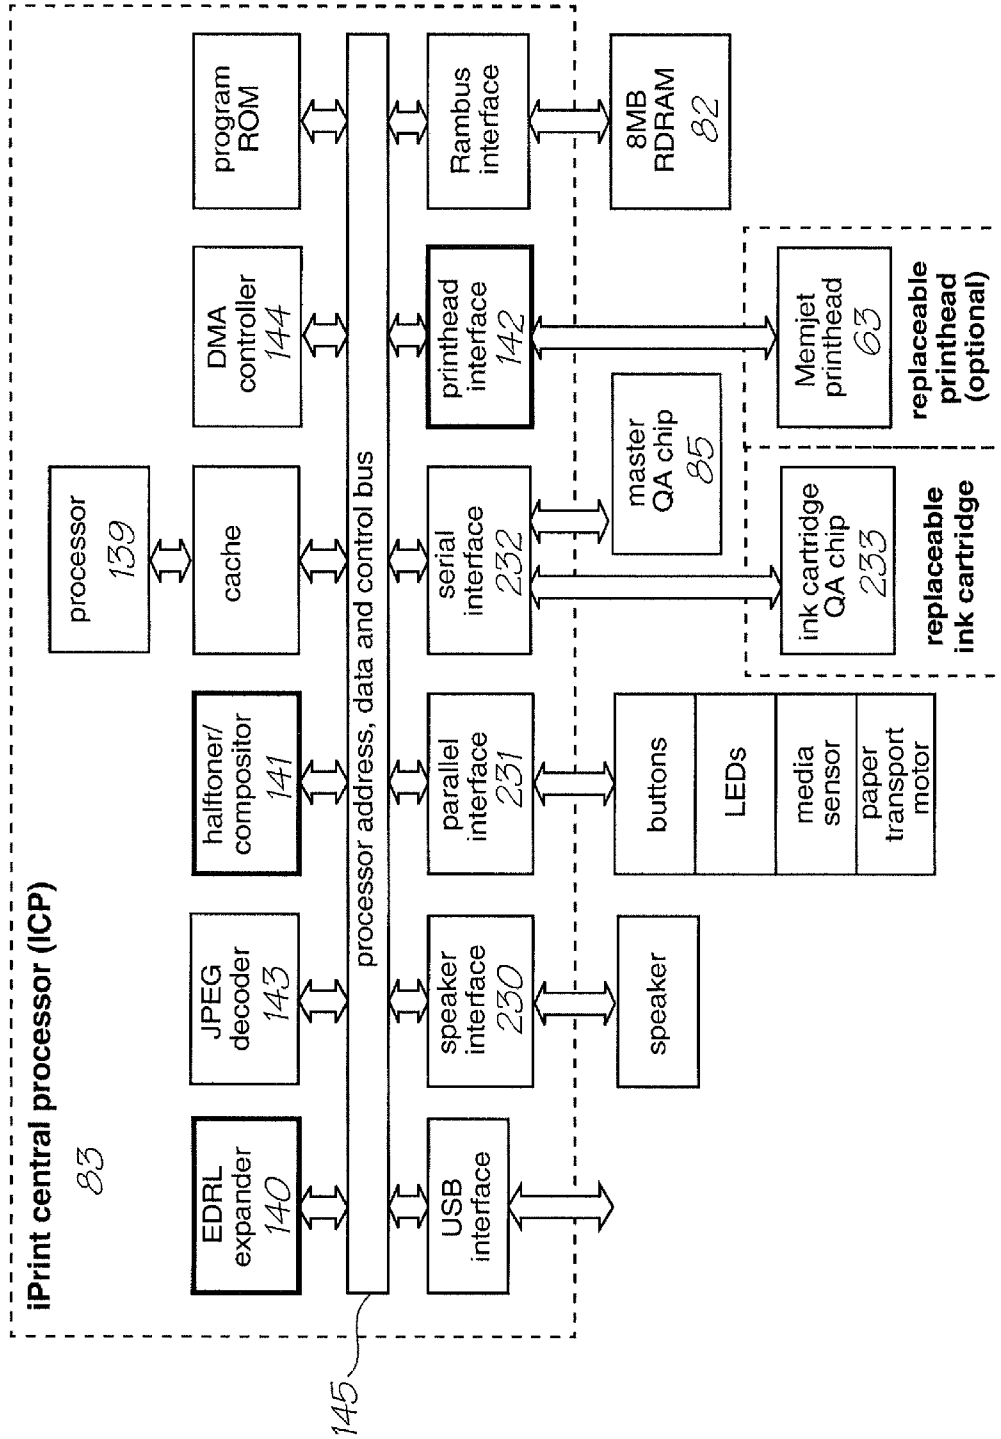 iPrint central processor (ICP)
83
processor
139
EDRL
expander
140
JPEG
decoder
143
halftoner/
compositor
141
cache
DMA
controller
144
program
ROM
145
processor address, data and control bus
USB
interface
speaker
interface
230
parallel
interface
231
serial
interface
232
printhead
interface
142
Rambus
interface
speaker
buttons
LEDs
media
sensor
paper
transport
motor
master
QA chip
85
8MB
RDRAM
82
ink cartridge
QA chip
233
replaceable
ink cartridge
Memjet
printhead
63
replaceable
printhead
(optional)